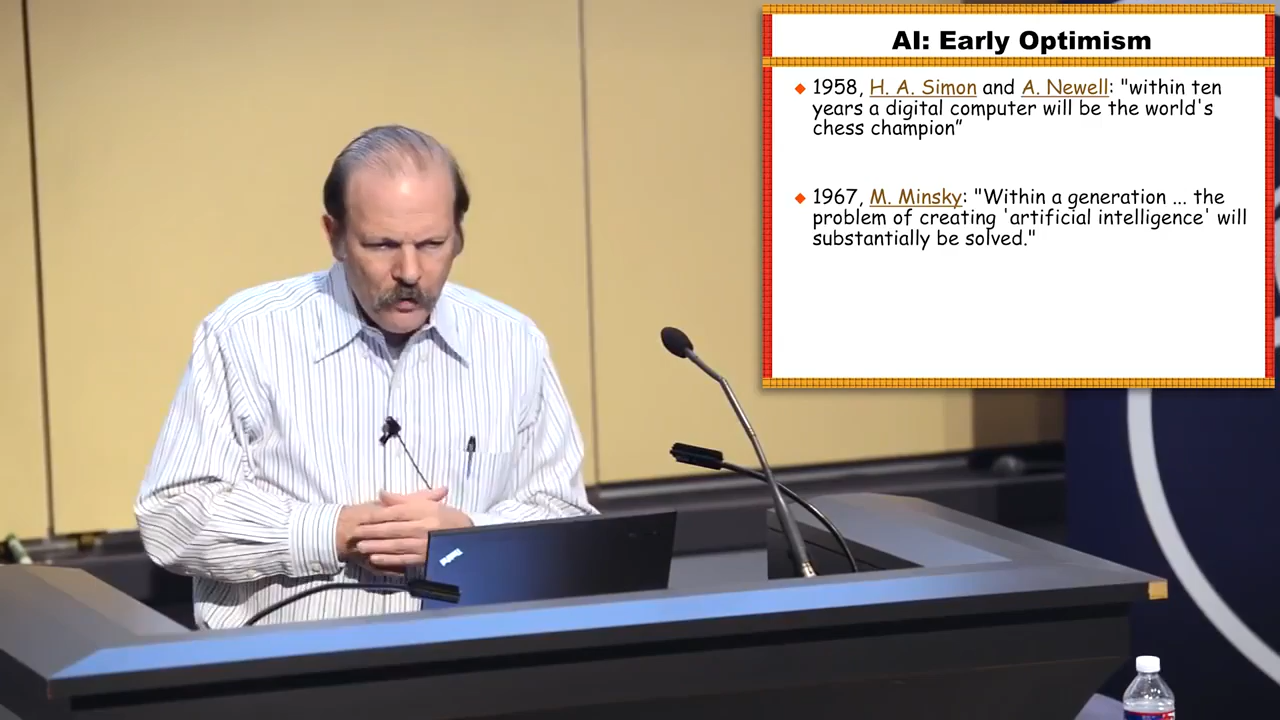 AI: Early Optimism
1958, H. A. Simon and A. Newell: "within ten
years a digital computer will be the world's
chess champion”
1967, M. Minsky: "Within a generation ... the
problem of creating 'artificial intelligence' will
substantially be solved."